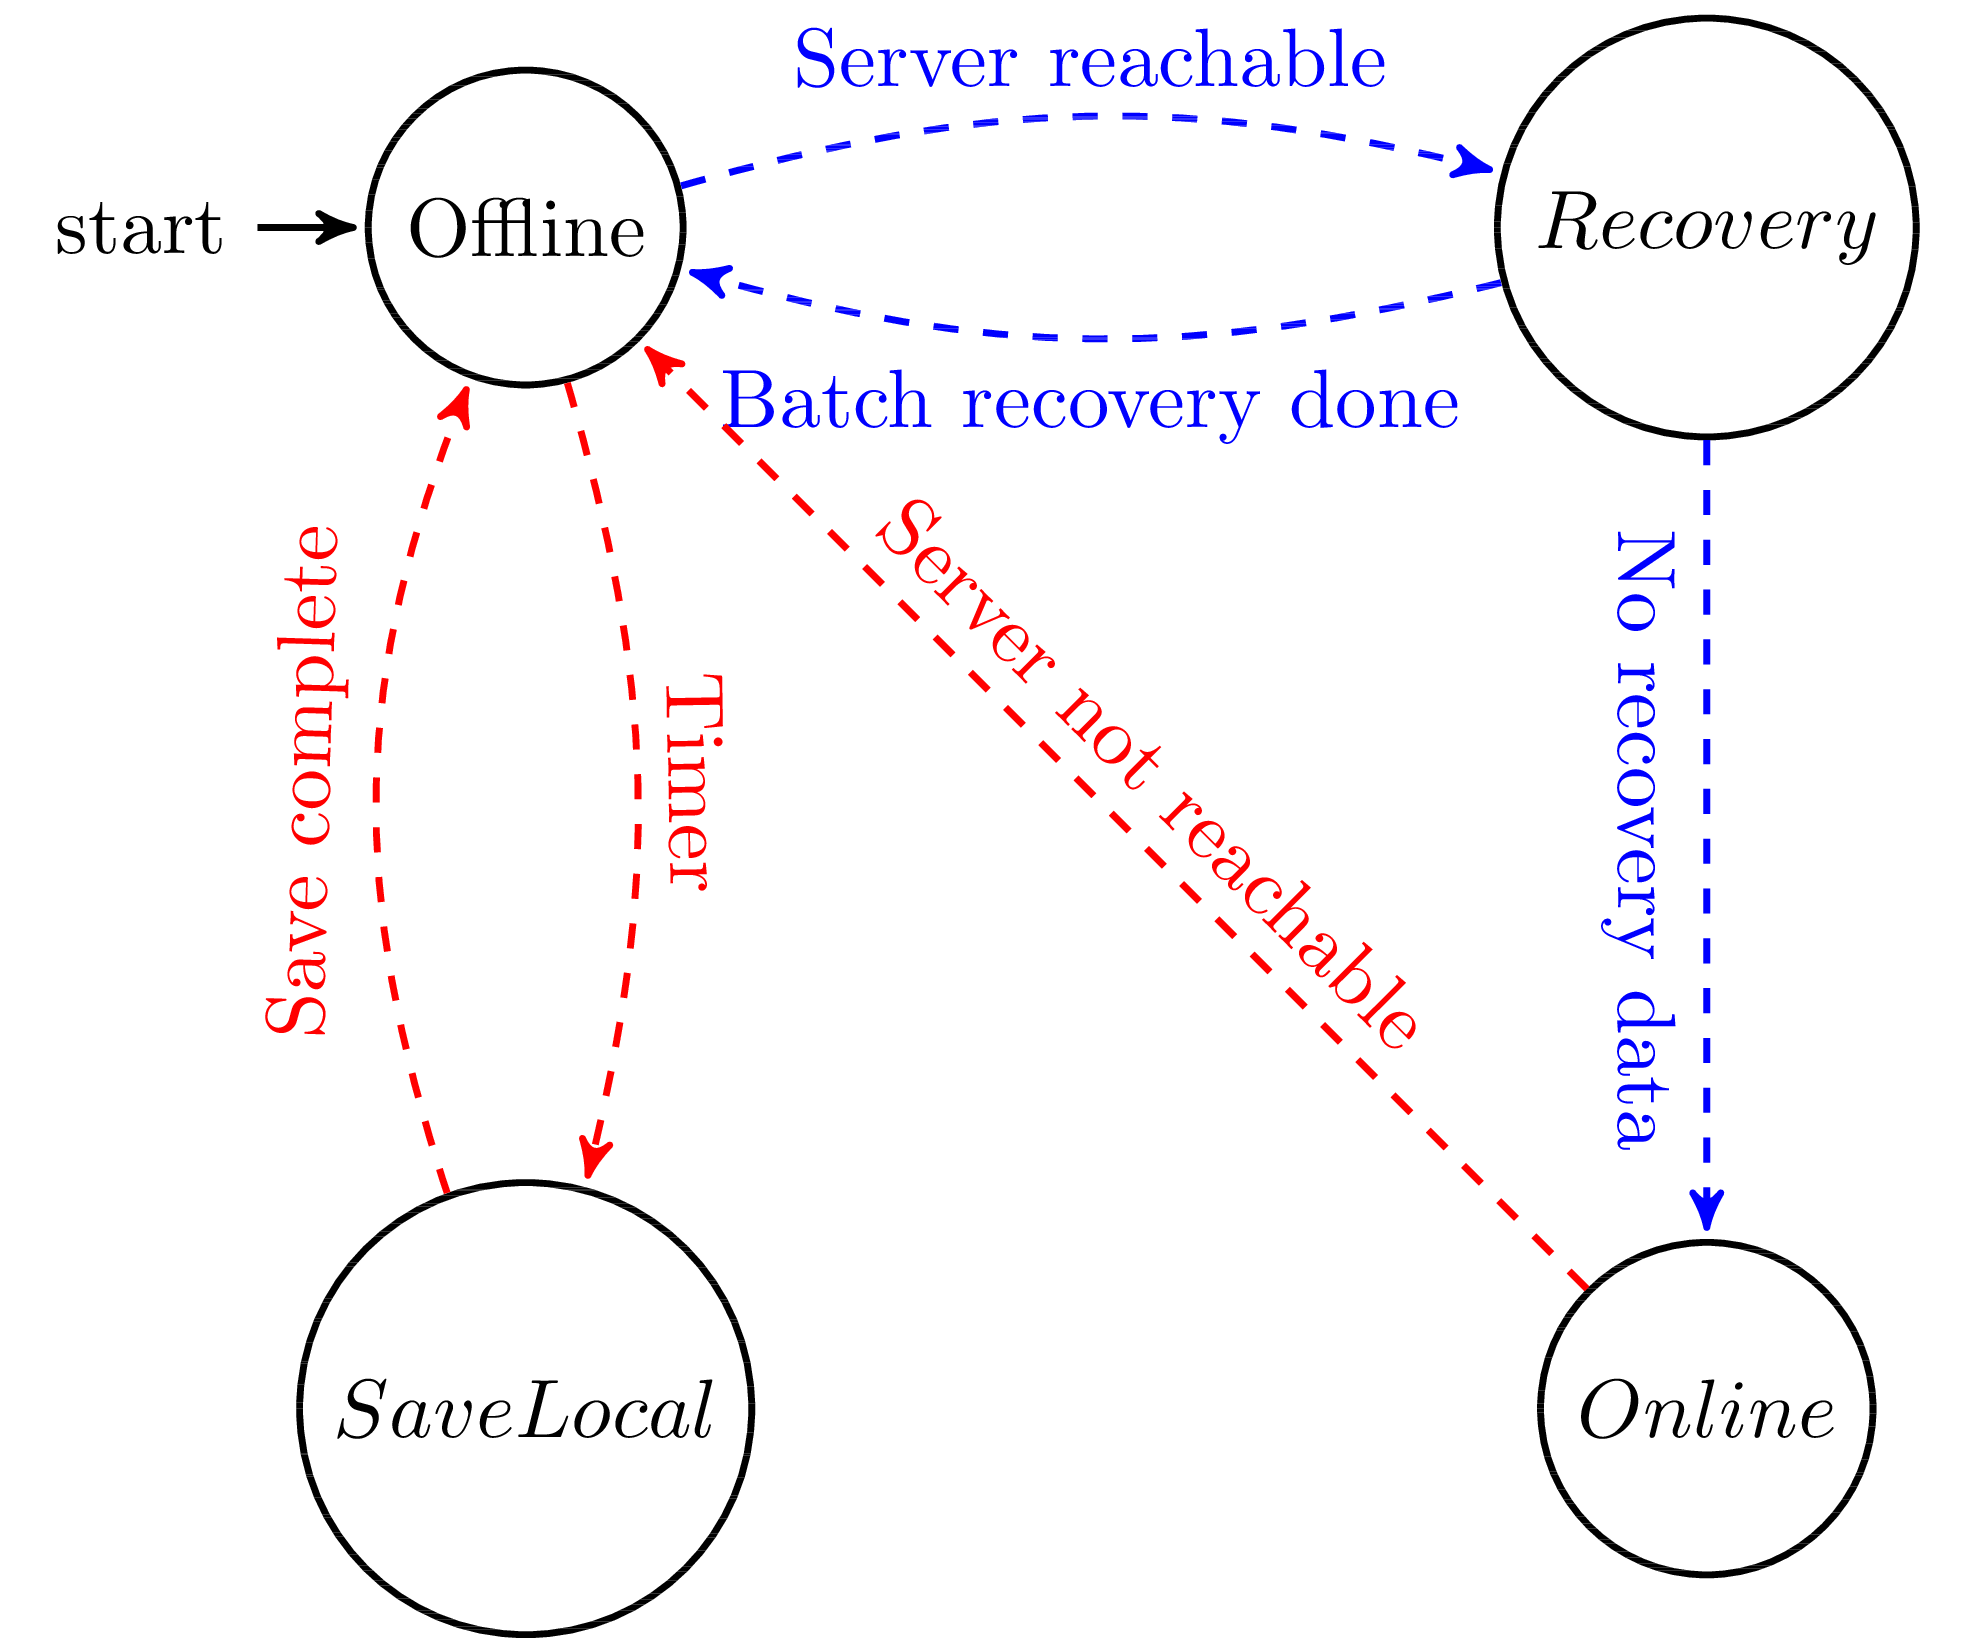 Server reachable
start
Offline
Recovery
Batch recovery done
Save complete
Timer
Server not reachable
No recovery data
SaveLocal
Online